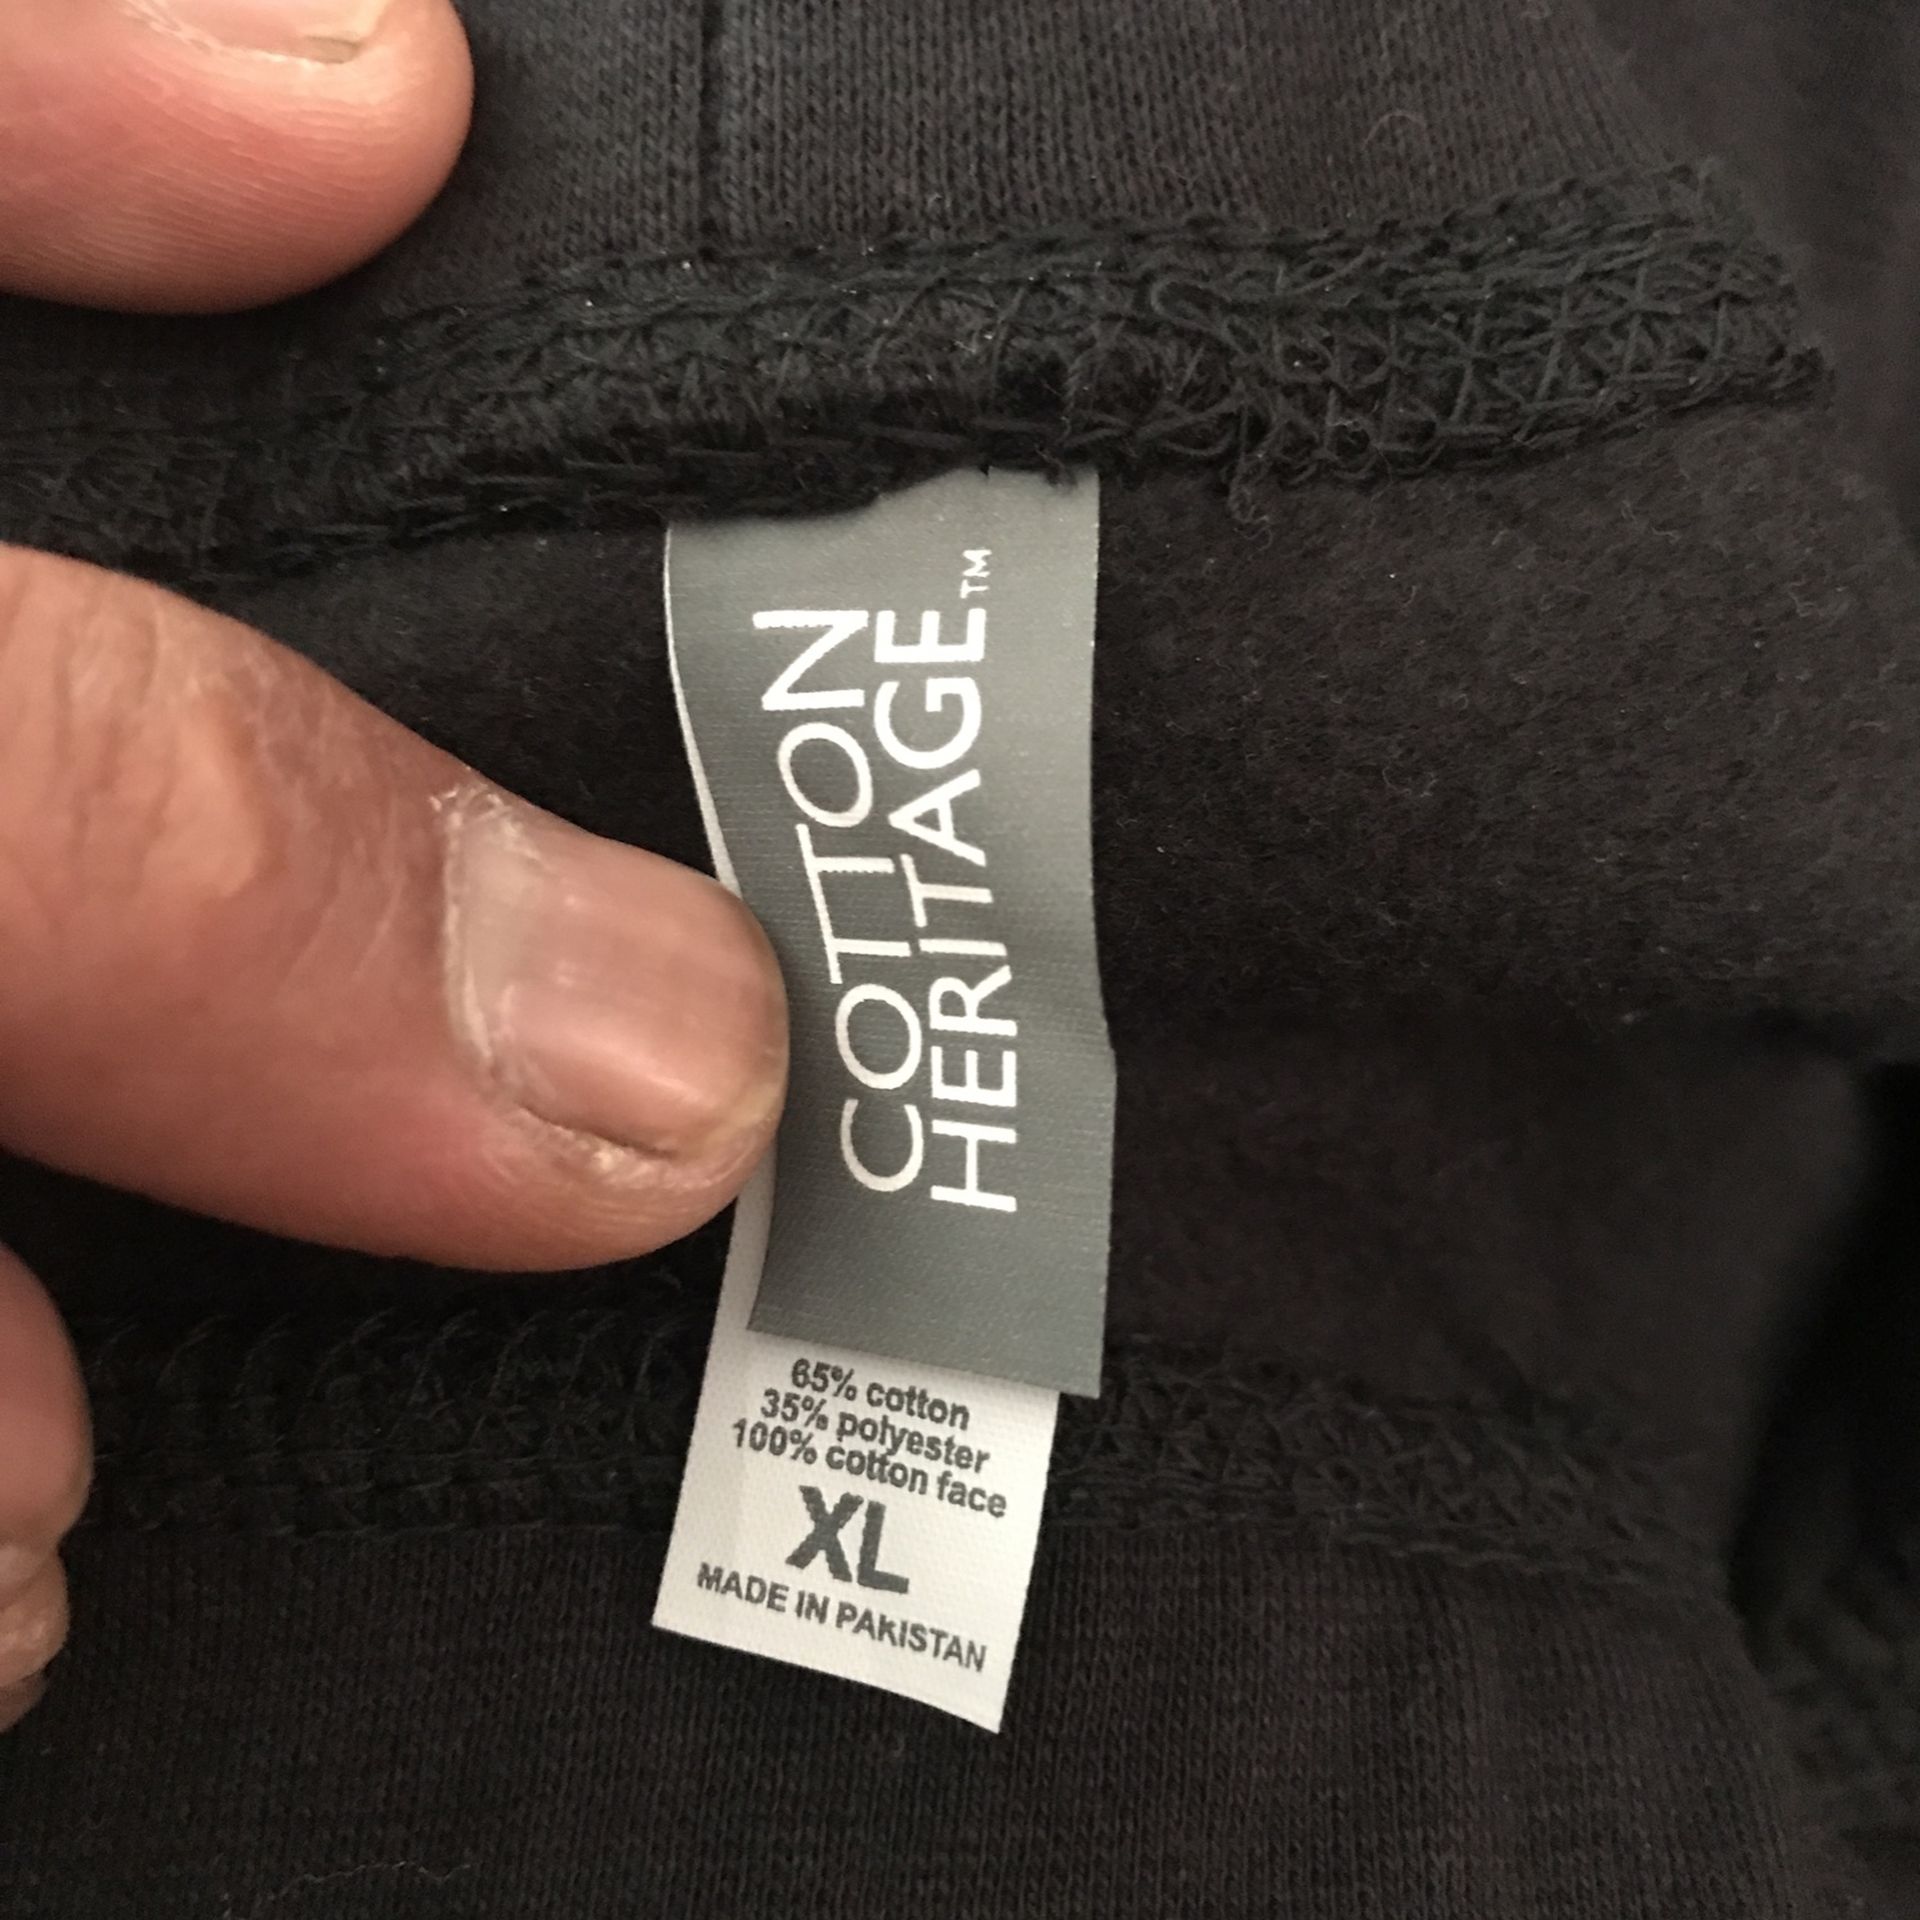 COTTON
HERITAGE™
65% cotton
35% polyester
100% cotton face
XL
MADE IN PAKISTAN